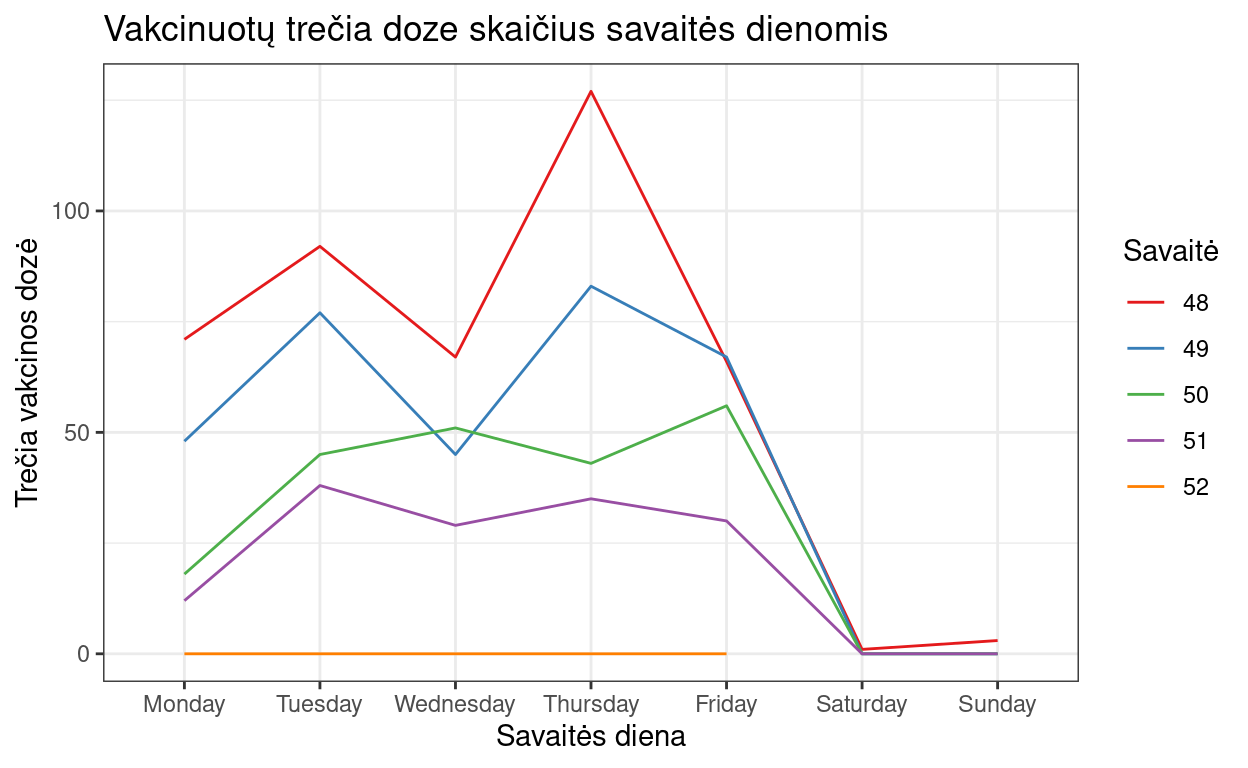 Vakcinuotų trečia doze skaičius savaitės dienomis
Trečia vakcinos dozė
100
50
0
Monday Tuesday Wednesday Thursday Friday Saturday Sunday
Savaitės diena
Savaitė
48
49
50
51
52